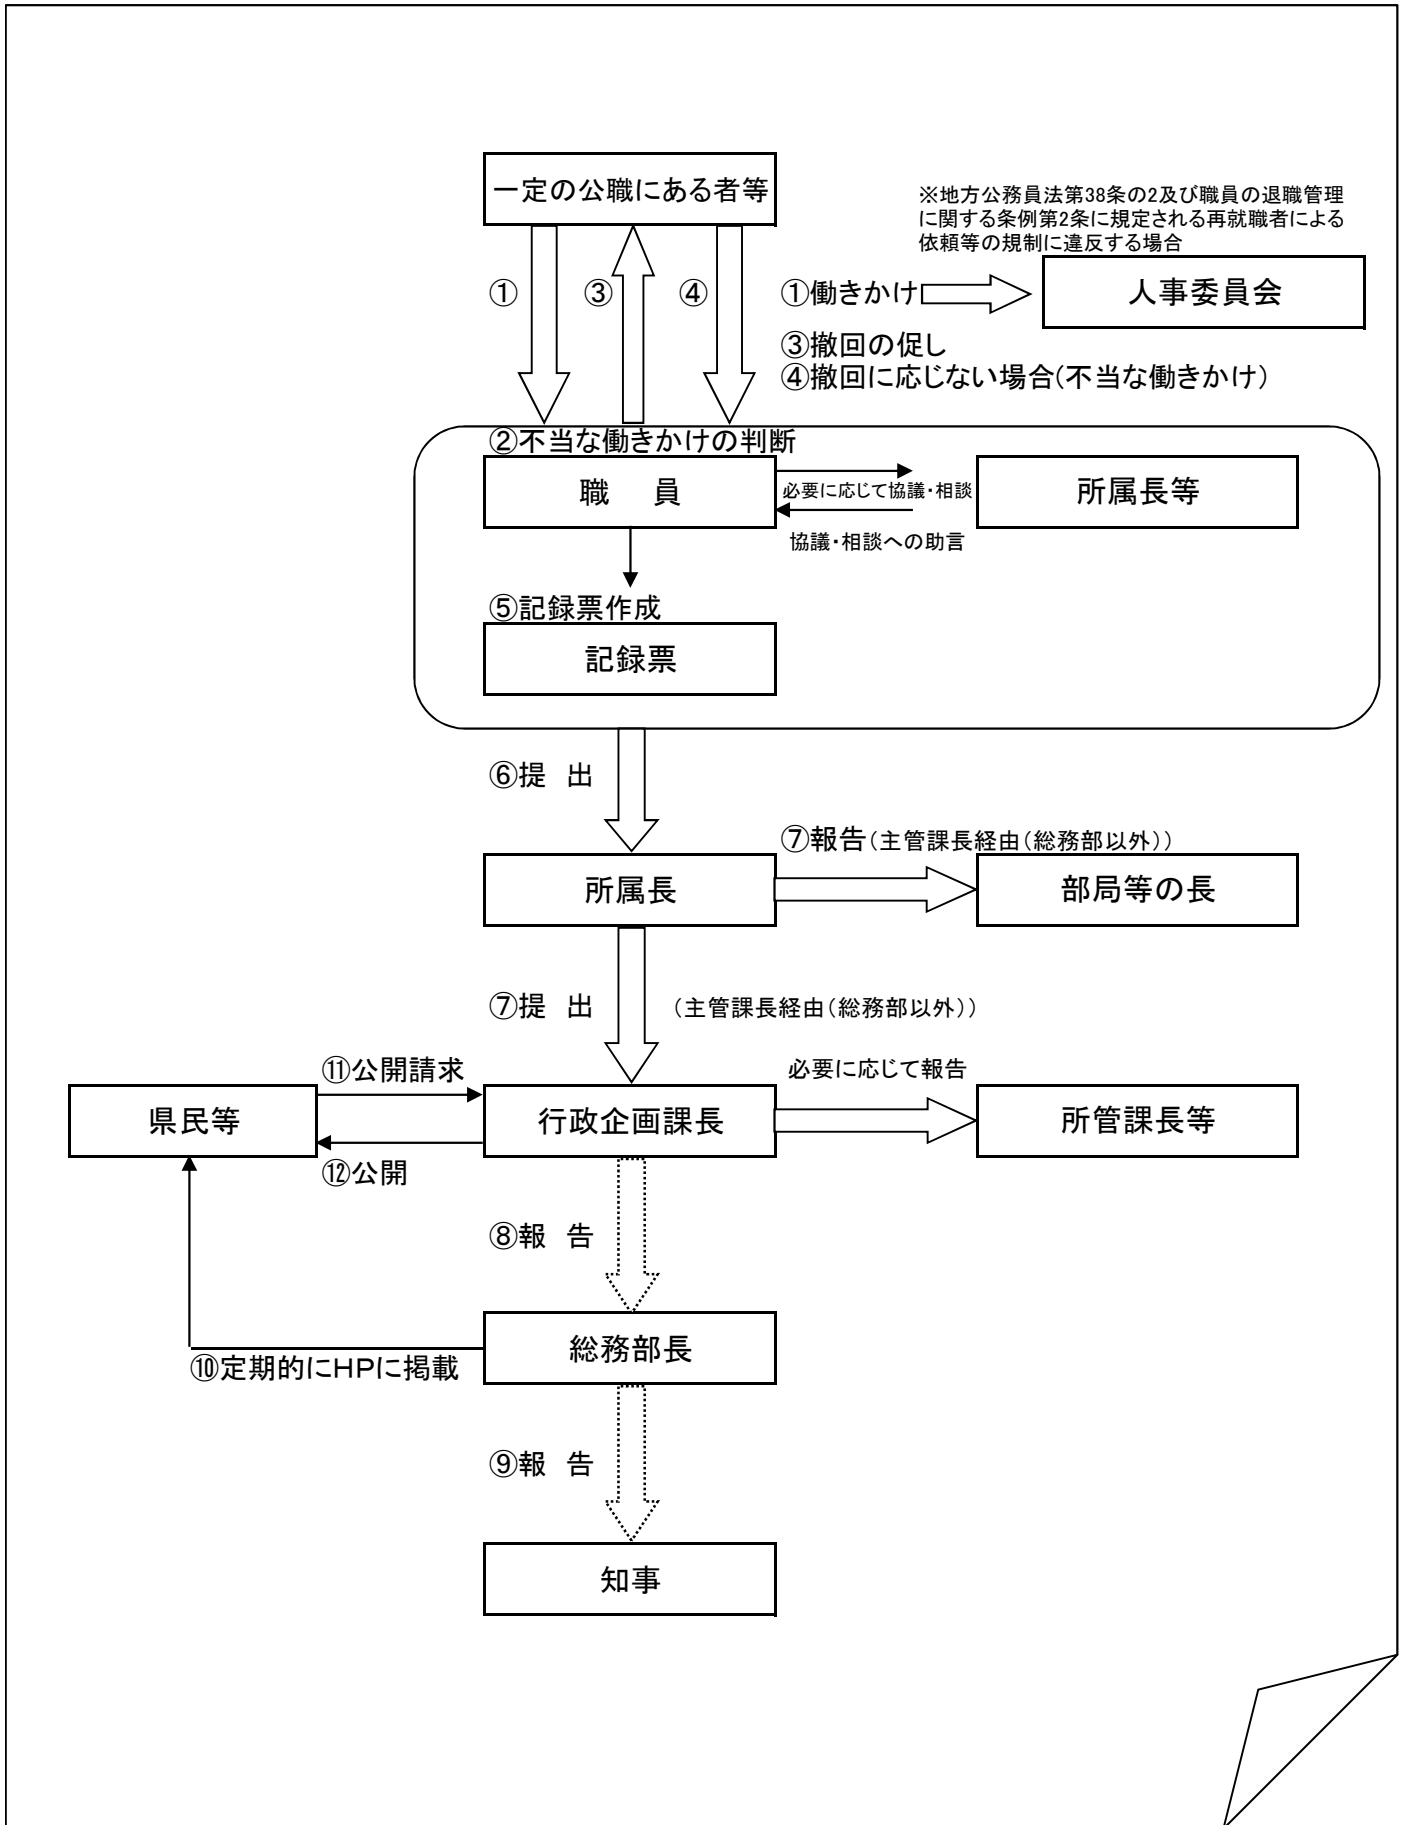 一定の公職にある者等
※地方公務員法第38条の2及び職員の退職管理
に関する条例第2条に規定される再就職者による
依頼等の規制に違反する場合
①
③
④
①働きかけ
人事委員会
③撤回の促し
④撤回に応じない場合(不当な働きかけ)
②不当な働きかけの判断
職　員
必要に応じて協議・相談
所属長等
協議・相談への助言
⑤記録票作成
記録票
⑥提　出
⑦報告(主管課長経由(総務部以外))
所属長
部局等の長
⑦提　出
(主管課長経由(総務部以外))
⑪公開請求
必要に応じて報告
県民等
行政企画課長
所管課長等
⑫公開
⑧報　告
総務部長
⑩定期的にHPに掲載
⑨報　告
知事